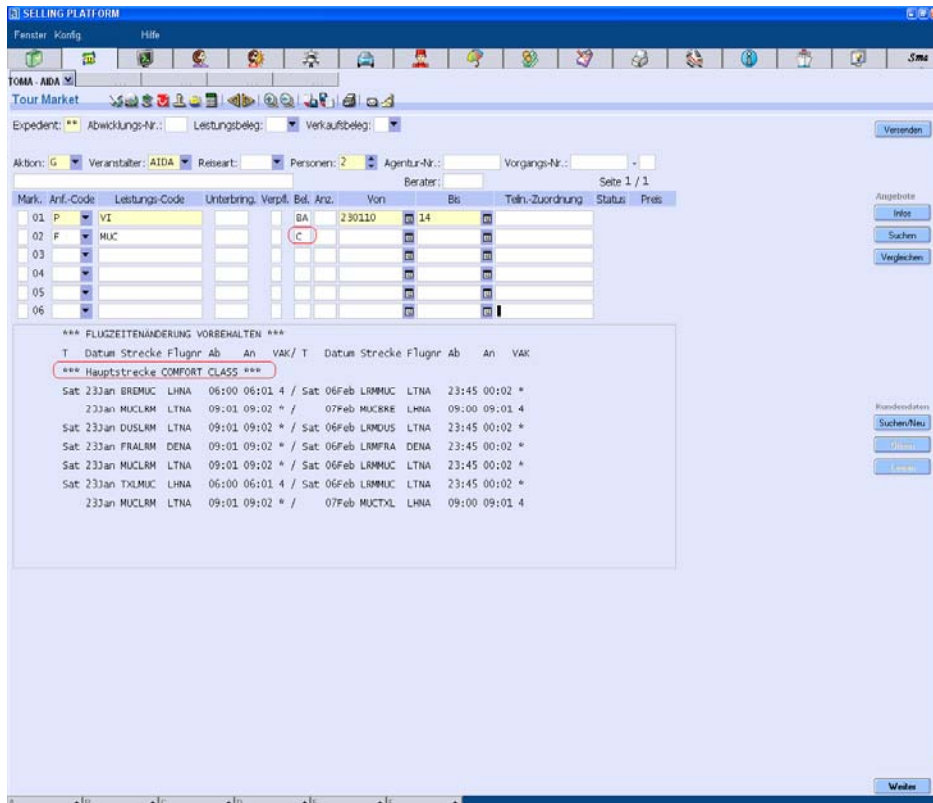 SELLING PLATFORM
Fenster Konfig Hilfe
Sma
TOMA - AIDA
Tour Market
Expedient: ** Abwicklungs-Nr.: Leistungsbeleg: Verkaufsbeleg:
Versenden
Aktion: G Veranstalter: AIDA Reiseart: Personen: 2 Agentur-Nr.: Vorgangs-Nr.: -
Berater: Seite 1 / 1
Mark. Anf.-Code Leistungs-Code Unterbring. Verpfl. Bel. Anz. Von Bis Teiln.-Zuordnung Status Preis
Angebote
01 P VI BA 230110 14
Infos
02 F MUC C
Suchen
03
Vergleichen
04
05
06
*** FLUGZEITENÄNDERUNG VORBEHALTEN ***
T Datum Strecke Flugnr Ab An VAK/ T Datum Strecke Flugnr Ab An VAK
*** Hauptstrecke COMFORT CLASS ***
Sat 23Jan BREMUC LHNA 06:00 06:01 4 / Sat 06Feb LRMMUC LTNA 23:45 00:02 *
23Jan MUCLRM LTNA 09:01 09:02 * / 07Feb MUCBRE LHNA 09:00 09:01 4
Kundendaten
Sat 23Jan DUSLRM LTNA 09:01 09:02 * / Sat 06Feb LRMDUS LTNA 23:45 00:02 *
Suchen/Neu
Sat 23Jan FRALRM DENA 09:01 09:02 * / Sat 06Feb LRMFRA DENA 23:45 00:02 *
Sat 23Jan MUCLRM LTNA 09:01 09:02 * / Sat 06Feb LRMMUC LTNA 23:45 00:02 *
Sat 23Jan TXLMUC LHNA 06:00 06:01 4 / Sat 06Feb LRMMUC LTNA 23:45 00:02 *
23Jan MUCLRM LTNA 09:01 09:02 * / 07Feb MUCTXL LHNA 09:00 09:01 4
Weiter